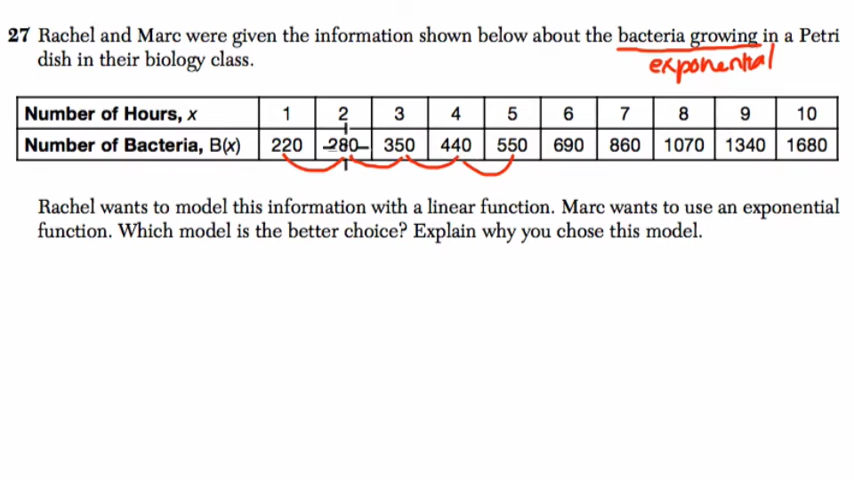 27 Rachel and Marc were given the information shown below about the bacteria growing in a Petri
dish in their biology class.
exponential
Number of Hours, x 1 2 3 4 5 6 7 8 9 10
Number of Bacteria, B(x) 220 280 350 440 550 690 860 1070 1340 1680
Rachel wants to model this information with a linear function. Marc wants to use an exponential
function. Which model is the better choice? Explain why you chose this model.